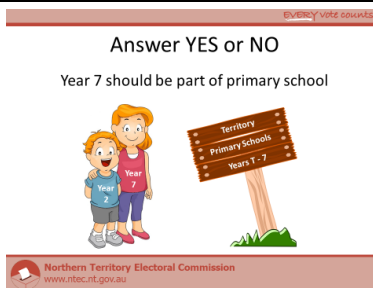 EVERY vote counts
Answer YES or NO
Year 7 should be part of primary school
Year
2
Year
7
Territory
Primary Schools
Years T - 7
Northern Territory Electoral Commission
www.ntec.nt.gov.au